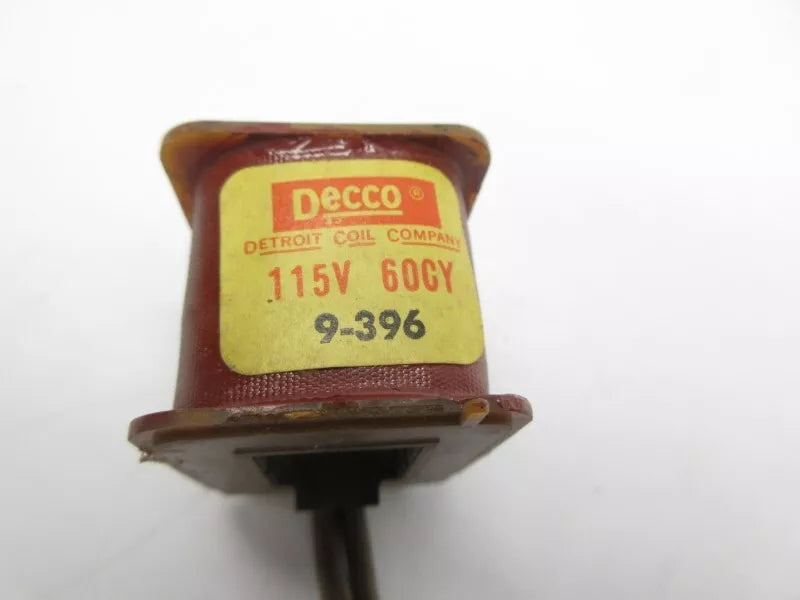 Decco®
DETROIT COIL COMPANY
115V 60CY
9-396